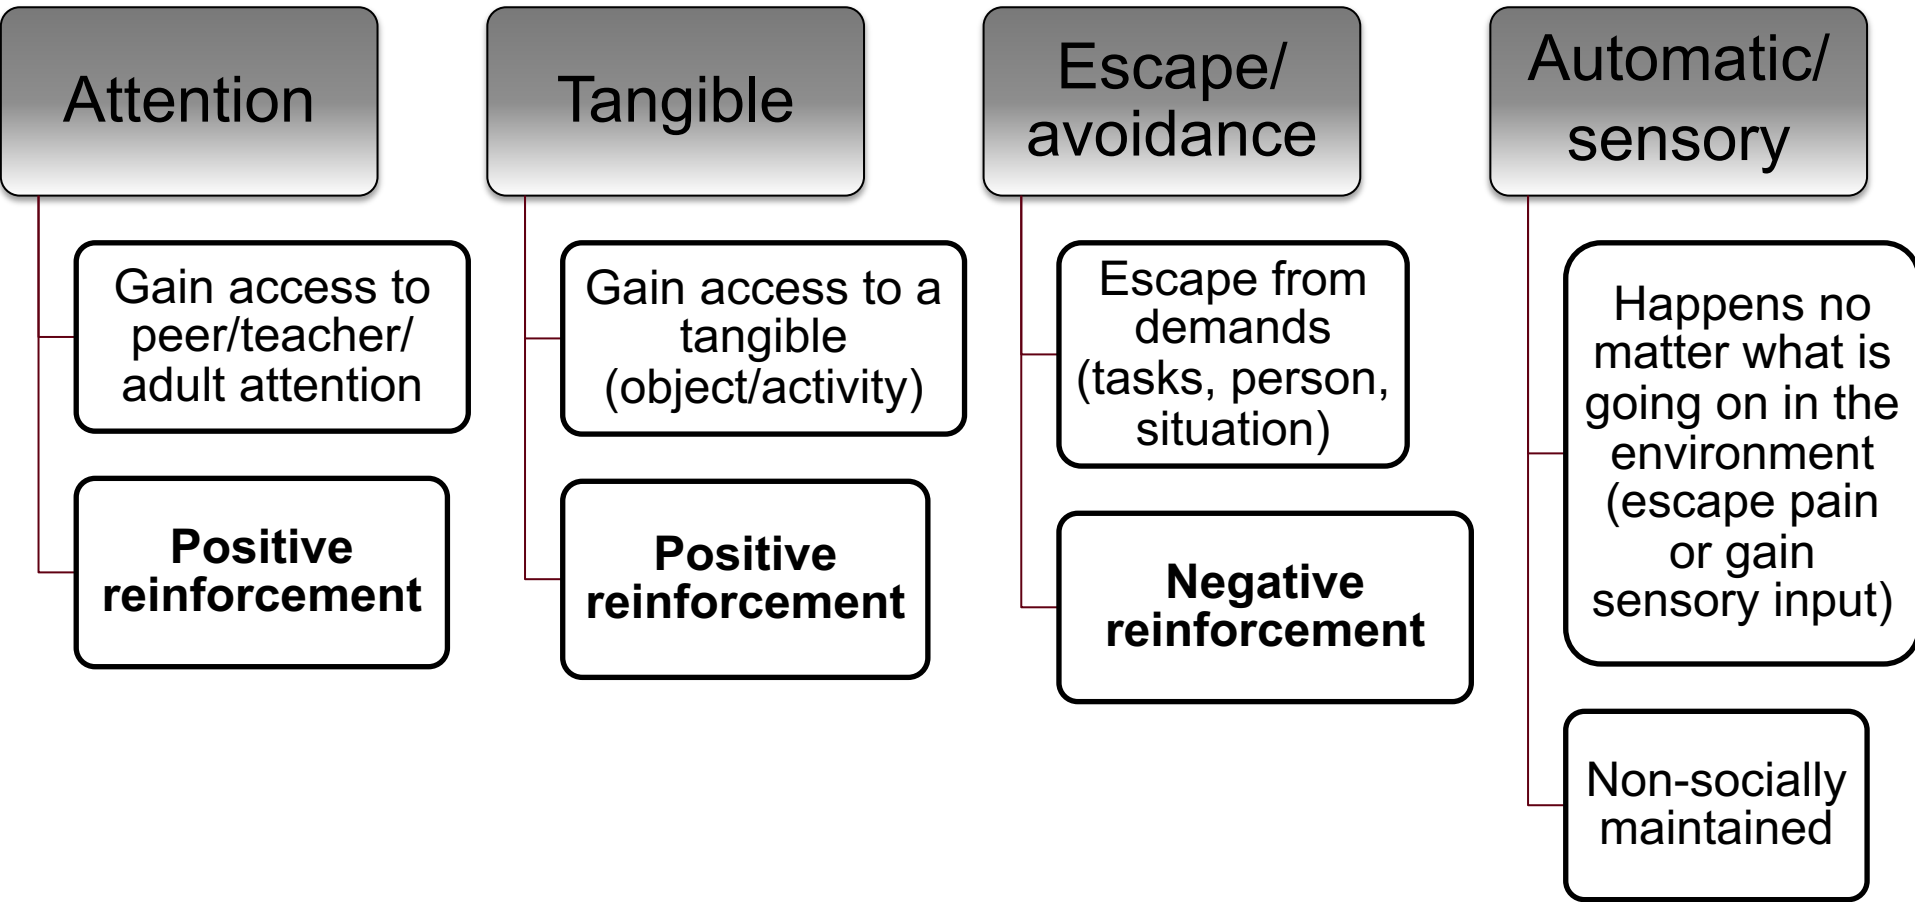 Attention
Gain access to
peer/teacher/
adult attention
Positive
reinforcement
Tangible
Gain access to a
tangible
(object/activity)
Positive
reinforcement
Escape/
avoidance
Escape from
demands
(tasks, person,
situation)
Negative
reinforcement
Automatic/
sensory
Happens no
matter what is
going on in the
environment
(escape pain
or gain
sensory input)
Non-socially
maintained